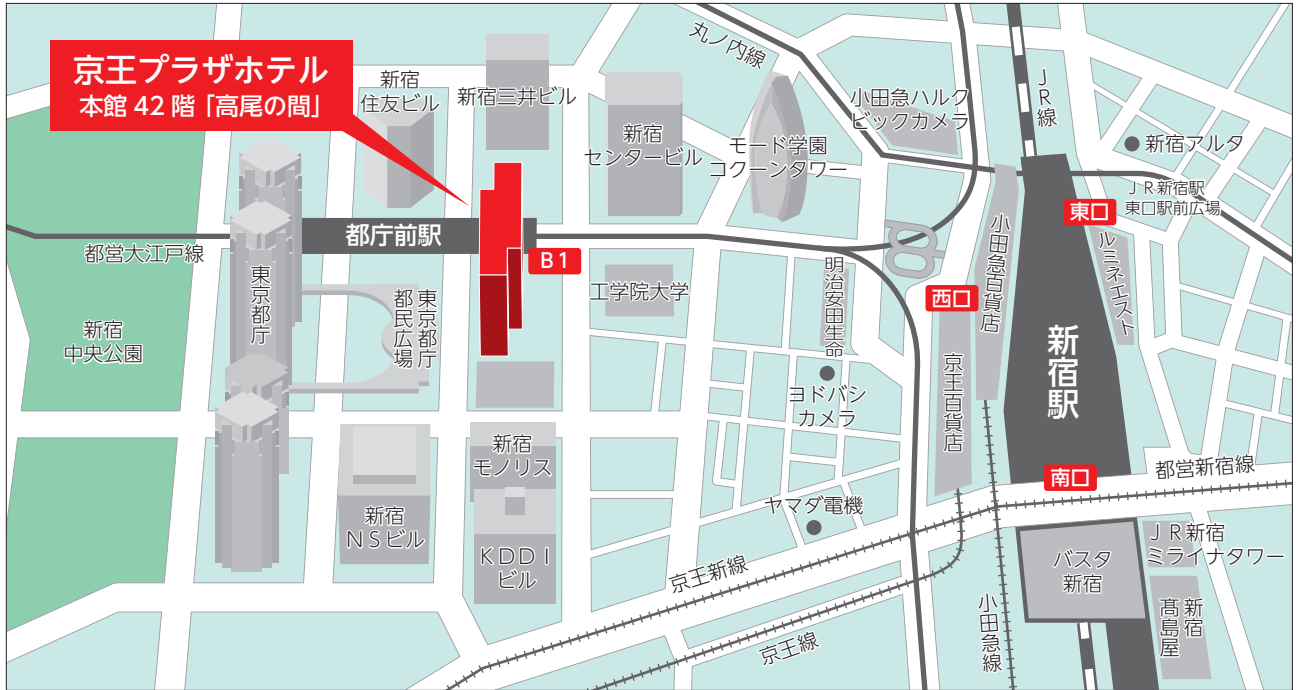 京王プラザホテル
本館 42 階「高尾の間」
新宿
住友ビル
新宿三井ビル
新宿
センタービル
丸ノ内線
モード学園
コクーンタワー
小田急ハルク
ビックカメラ
JR線
新宿アルタ
JR新宿駅
東口駅前広場
東口
ルミネエスト
都営大江戸線
都庁前駅
B1
東京都庁
東京都庁
都民広場
新宿
中央公園
工学院大学
明治安田生命
西口
小田急百貨店
京王百貨店
新宿駅
ヨドバシ
カメラ
新宿
モノリス
新宿
NSビル
KDDI
ビル
ヤマダ電機
南口
都営新宿線
京王新線
京王線
小田急線
バスタ
新宿
JR新宿
ミライナタワー
新宿
髙島屋